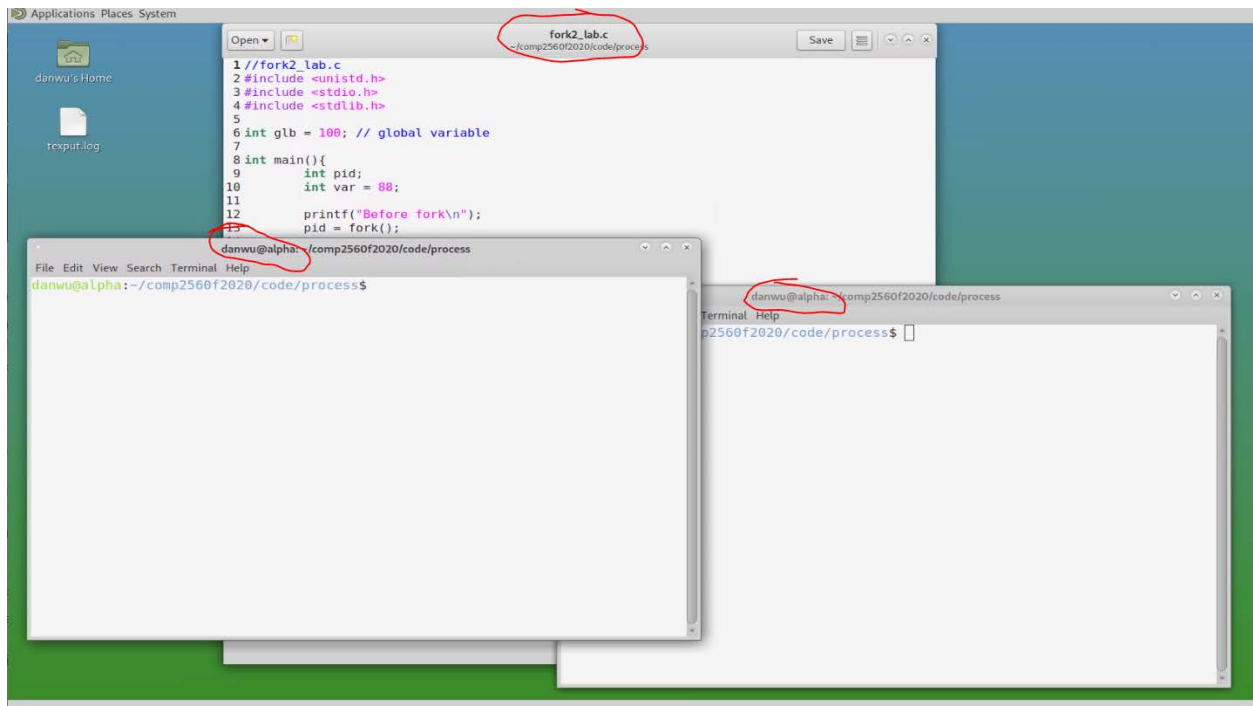 Applications Places System
danwu's Home
texput.log
Open
fork2_lab.c
~/comp2560f2020/code/process
Save
1 //fork2_lab.c
2 #include <unistd.h>
3 #include <stdio.h>
4 #include <stdlib.h>
5
6 int glb = 100; // global variable
7
8 int main(){
9 int pid;
10 int var = 88;
11
12 printf("Before fork\n");
13 pid = fork();
danwu@alpha: ~/comp2560f2020/code/process
File Edit View Search Terminal Help
danwu@alpha:~/comp2560f2020/code/process$
danwu@alpha: ~/comp2560f2020/code/process
Terminal Help
p2560f2020/code/process$